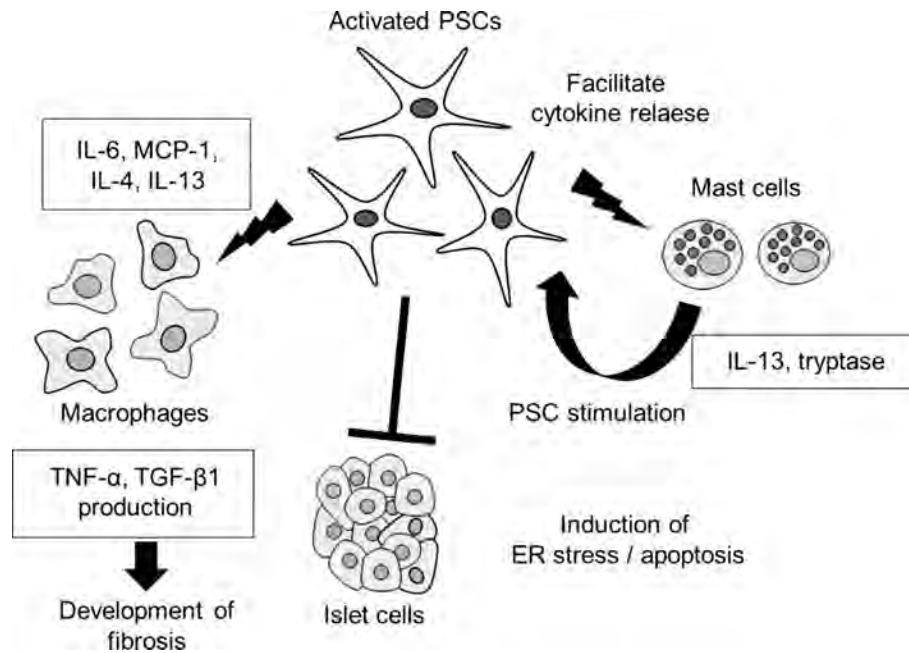 Activated PSCs
Facilitate
cytokine relaese
IL-6, MCP-1,
IL-4, IL-13
Mast cells
IL-13, tryptase
Macrophages
PSC stimulation
TNF-α, TGF-β1
production
Induction of
ER stress / apoptosis
Development of
fibrosis
Islet cells